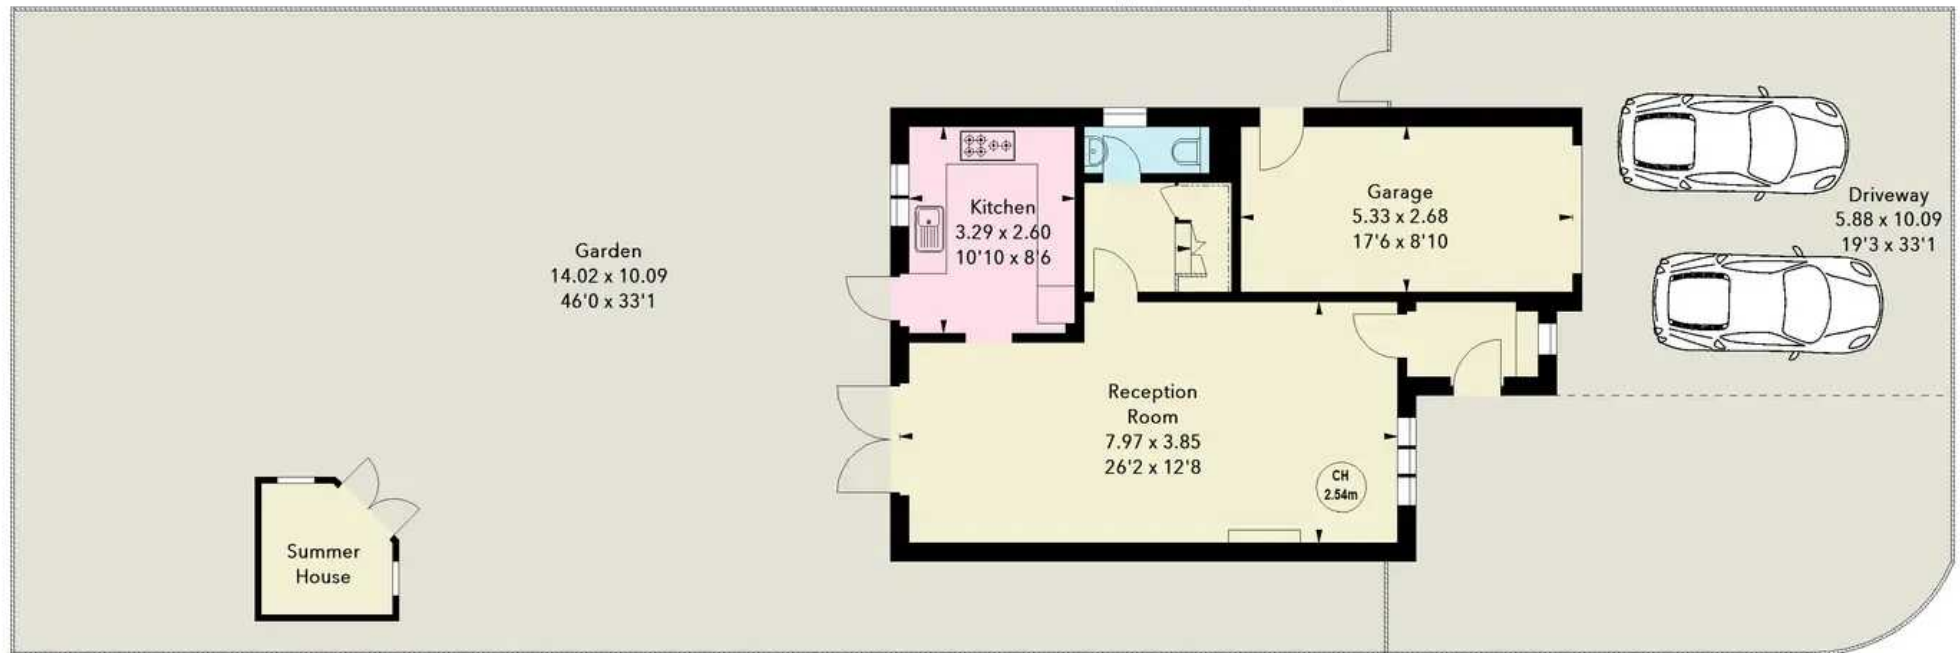 Garden
14.02 x 10.09
46'0 x 33'1
Kitchen
3.29 x 2.60
10'10 x 8'6
Garage
5.33 x 2.68
17'6 x 8'10
Driveway
5.88 x 10.09
19'3 x 33'1
Reception
Room
7.97 x 3.85
26'2 x 12'8
CH
2.54m
Summer
House